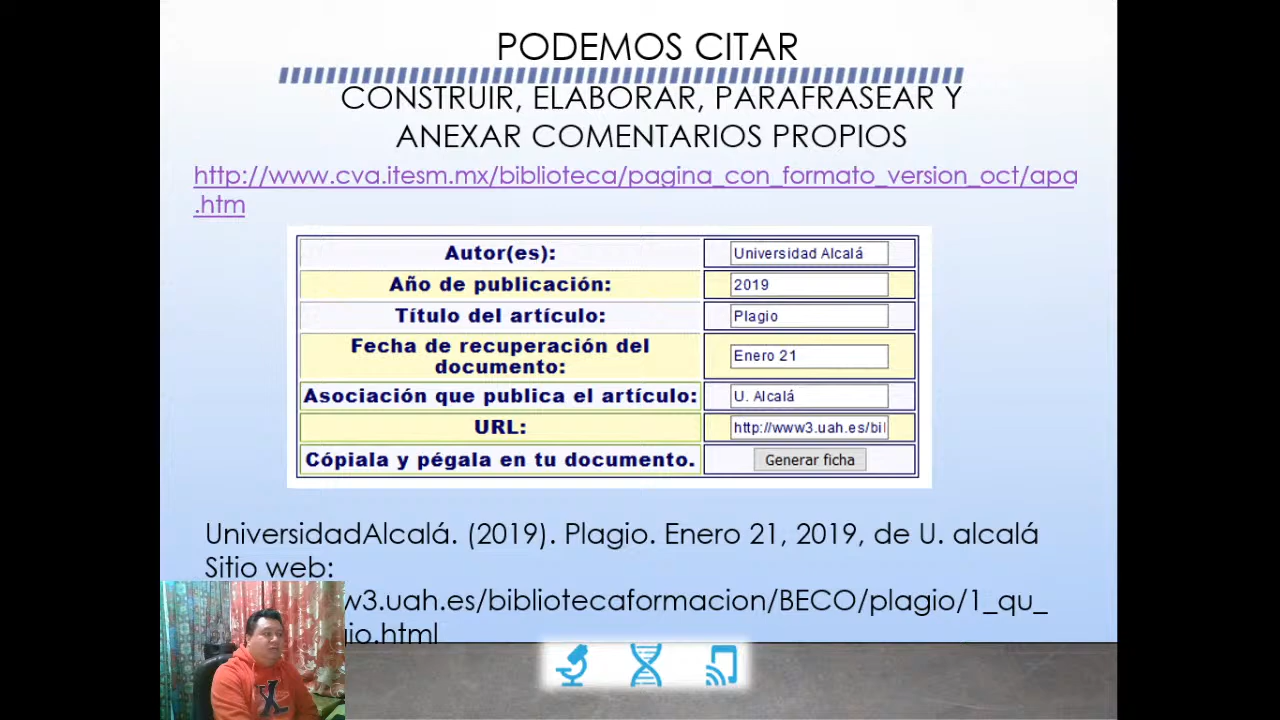 PODEMOS CITAR
CONSTRUIR, ELABORAR, PARAFRASEAR Y
ANEXAR COMENTARIOS PROPIOS
http://www.cva.itesm.mx/biblioteca/pagina_con_formato_version_oct/apa
.htm
Autor(es): Universidad Alcalá
Año de publicación: 2019
Título del artículo: Plagio
Fecha de recuperación del
documento: Enero 21
Asociación que publica el artículo: U. Alcalá
URL: http://www3.uah.es/bil
Cópiala y pégala en tu documento. Generar ficha
UniversidadAlcalá. (2019). Plagio. Enero 21, 2019, de U. alcalá
Sitio web:
w3.uah.es/bibliotecaformacion/BECO/plagio/1_qu_
io.html